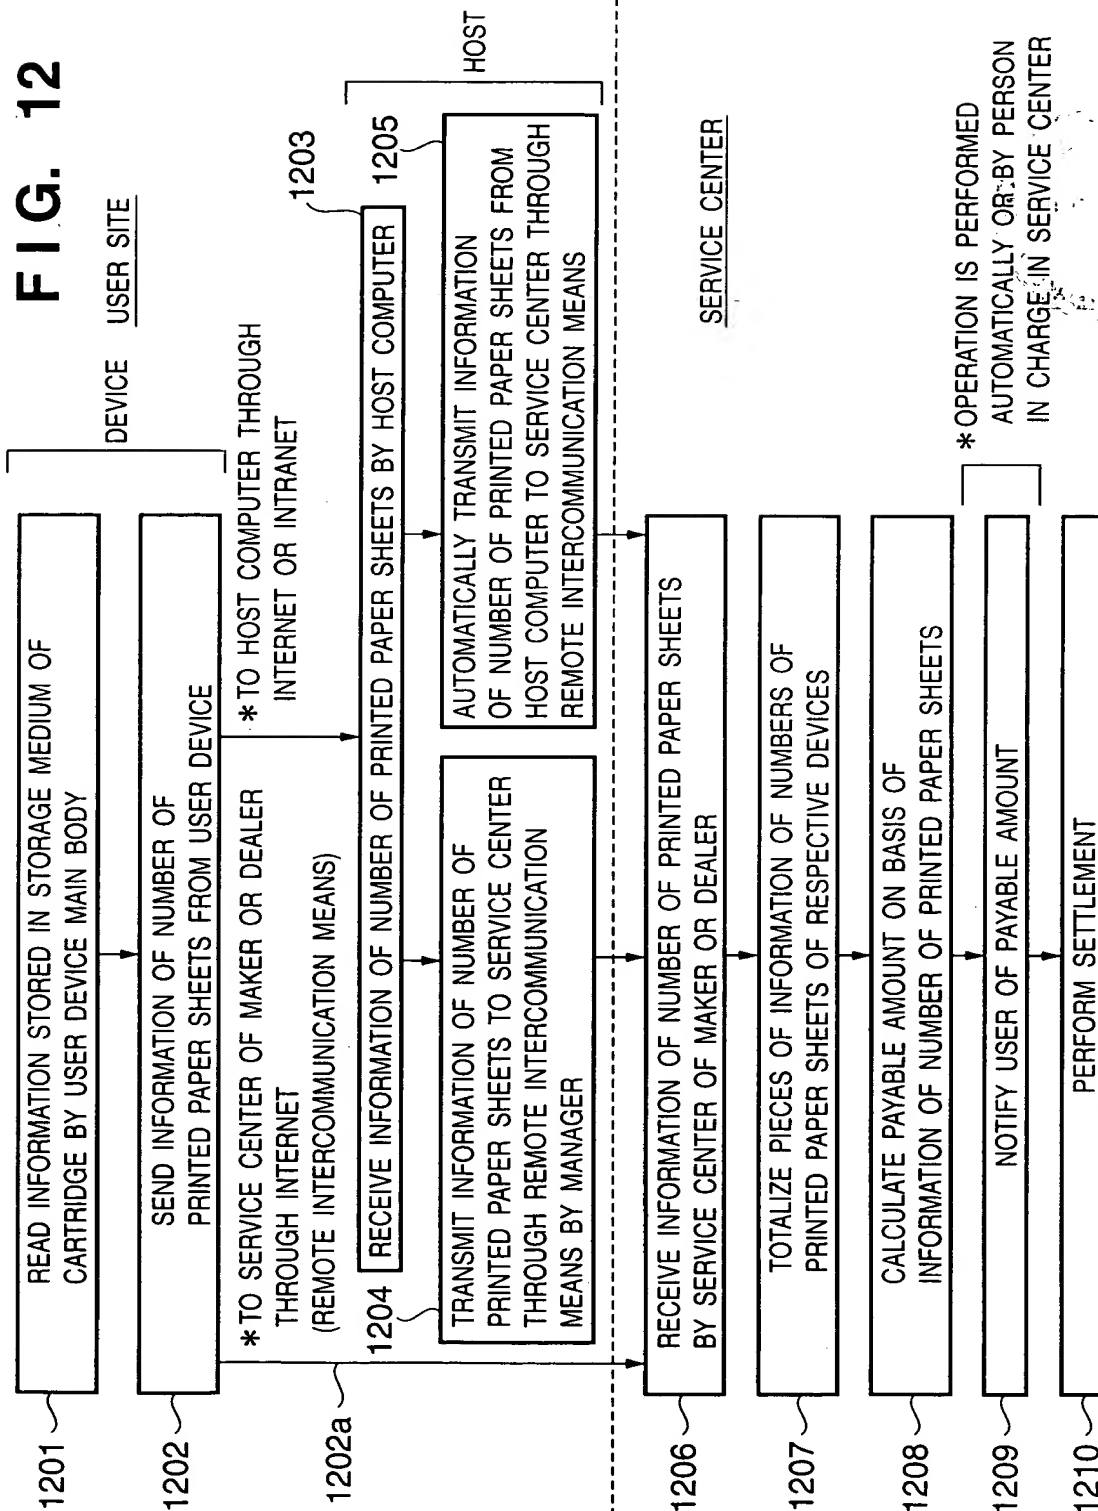 FIG. 12
DEVICE
USER SITE
1201
READ INFORMATION STORED IN STORAGE MEDIUM OF
CARTRIDGE BY USER DEVICE MAIN BODY
1202
SEND INFORMATION OF NUMBER OF
PRINTED PAPER SHEETS FROM USER DEVICE
*TO SERVICE CENTER OF MAKER OR DEALER
THROUGH INTERNET
(REMOTE INTERCOMMUNICATION MEANS)
*TO HOST COMPUTER THROUGH
INTERNET OR INTRANET
1202a
1203
RECEIVE INFORMATION OF NUMBER OF PRINTED PAPER SHEETS BY HOST COMPUTER
HOST
1204
TRANSMIT INFORMATION OF NUMBER OF
PRINTED PAPER SHEETS TO SERVICE CENTER
THROUGH REMOTE INTERCOMMUNICATION
MEANS BY MANAGER
1205
AUTOMATICALLY TRANSMIT INFORMATION
OF NUMBER OF PRINTED PAPER SHEETS FROM
HOST COMPUTER TO SERVICE CENTER THROUGH
REMOTE INTERCOMMUNICATION MEANS
SERVICE CENTER
1206
RECEIVE INFORMATION OF NUMBER OF PRINTED PAPER SHEETS
BY SERVICE CENTER OF MAKER OR DEALER
1207
TOTALIZE PIECES OF INFORMATION OF NUMBERS OF
PRINTED PAPER SHEETS OF RESPECTIVE DEVICES
1208
CALCULATE PAYABLE AMOUNT ON BASIS OF
INFORMATION OF NUMBER OF PRINTED PAPER SHEETS
1209
NOTIFY USER OF PAYABLE AMOUNT
*OPERATION IS PERFORMED
AUTOMATICALLY OR BY PERSON
IN CHARGE IN SERVICE CENTER
1210
PERFORM SETTLEMENT